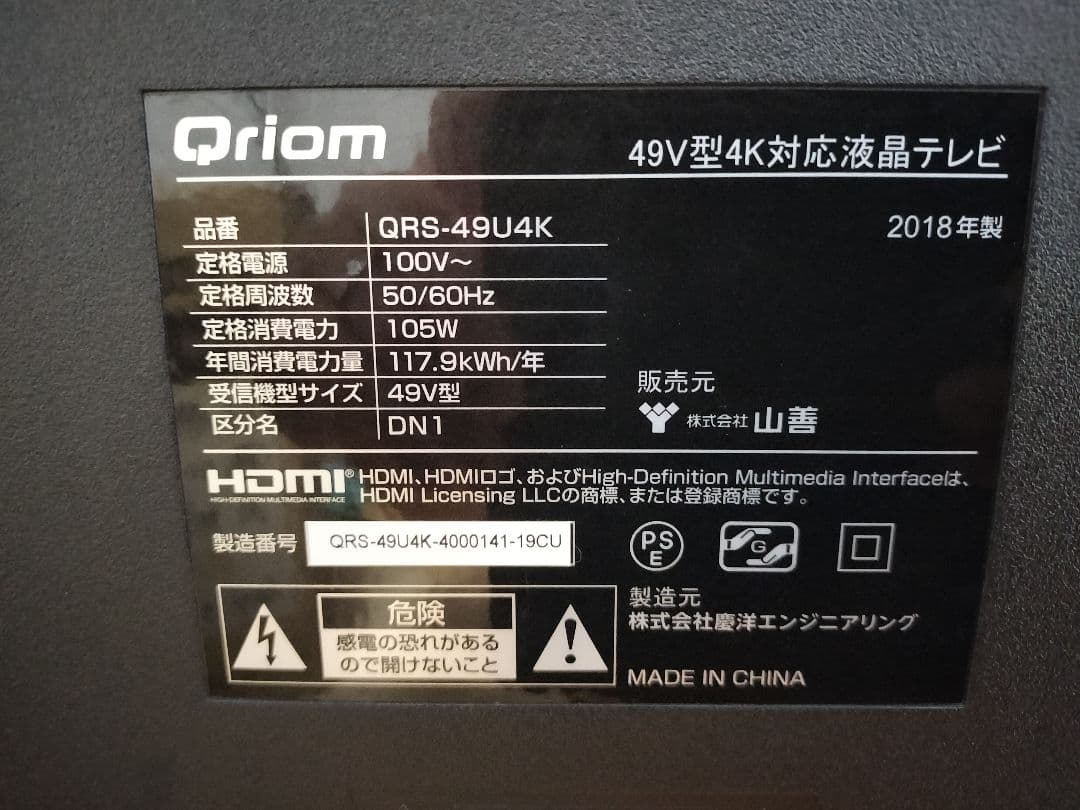 Qriom
49V型4K対応液晶テレビ
品番 QRS-49U4K
2018年製
定格電源 100V～
定格周波数 50/60Hz
定格消費電力 105W
年間消費電力量 117.9kWh/年
受信機型サイズ 49V型
区分名 DN1
販売元
株式会社 山善
HDMI® HDMI、HDMIロゴ、およびHigh-Definition Multimedia Interfaceは、
HIGH-DEFINITION MULTIMEDIA INTERFACE HDMI Licensing LLCの商標、または登録商標です。
製造番号 QRS-49U4K-4000141-19CU
PS
E
G
危険
感電の恐れがある
ので開けないこと
製造元
株式会社慶洋エンジニアリング
MADE IN CHINA